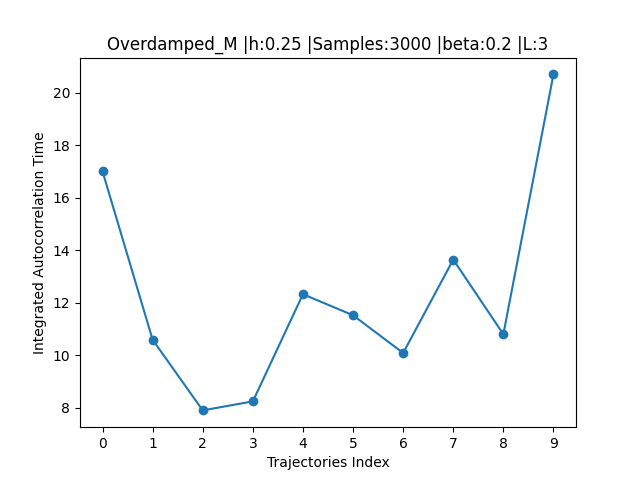 Overdamped_M |h:0.25 |Samples:3000 |beta:0.2 |L:3
Integrated Autocorrelation Time
20
18
16
14
12
10
8
0 1 2 3 4 5 6 7 8 9
Trajectories Index